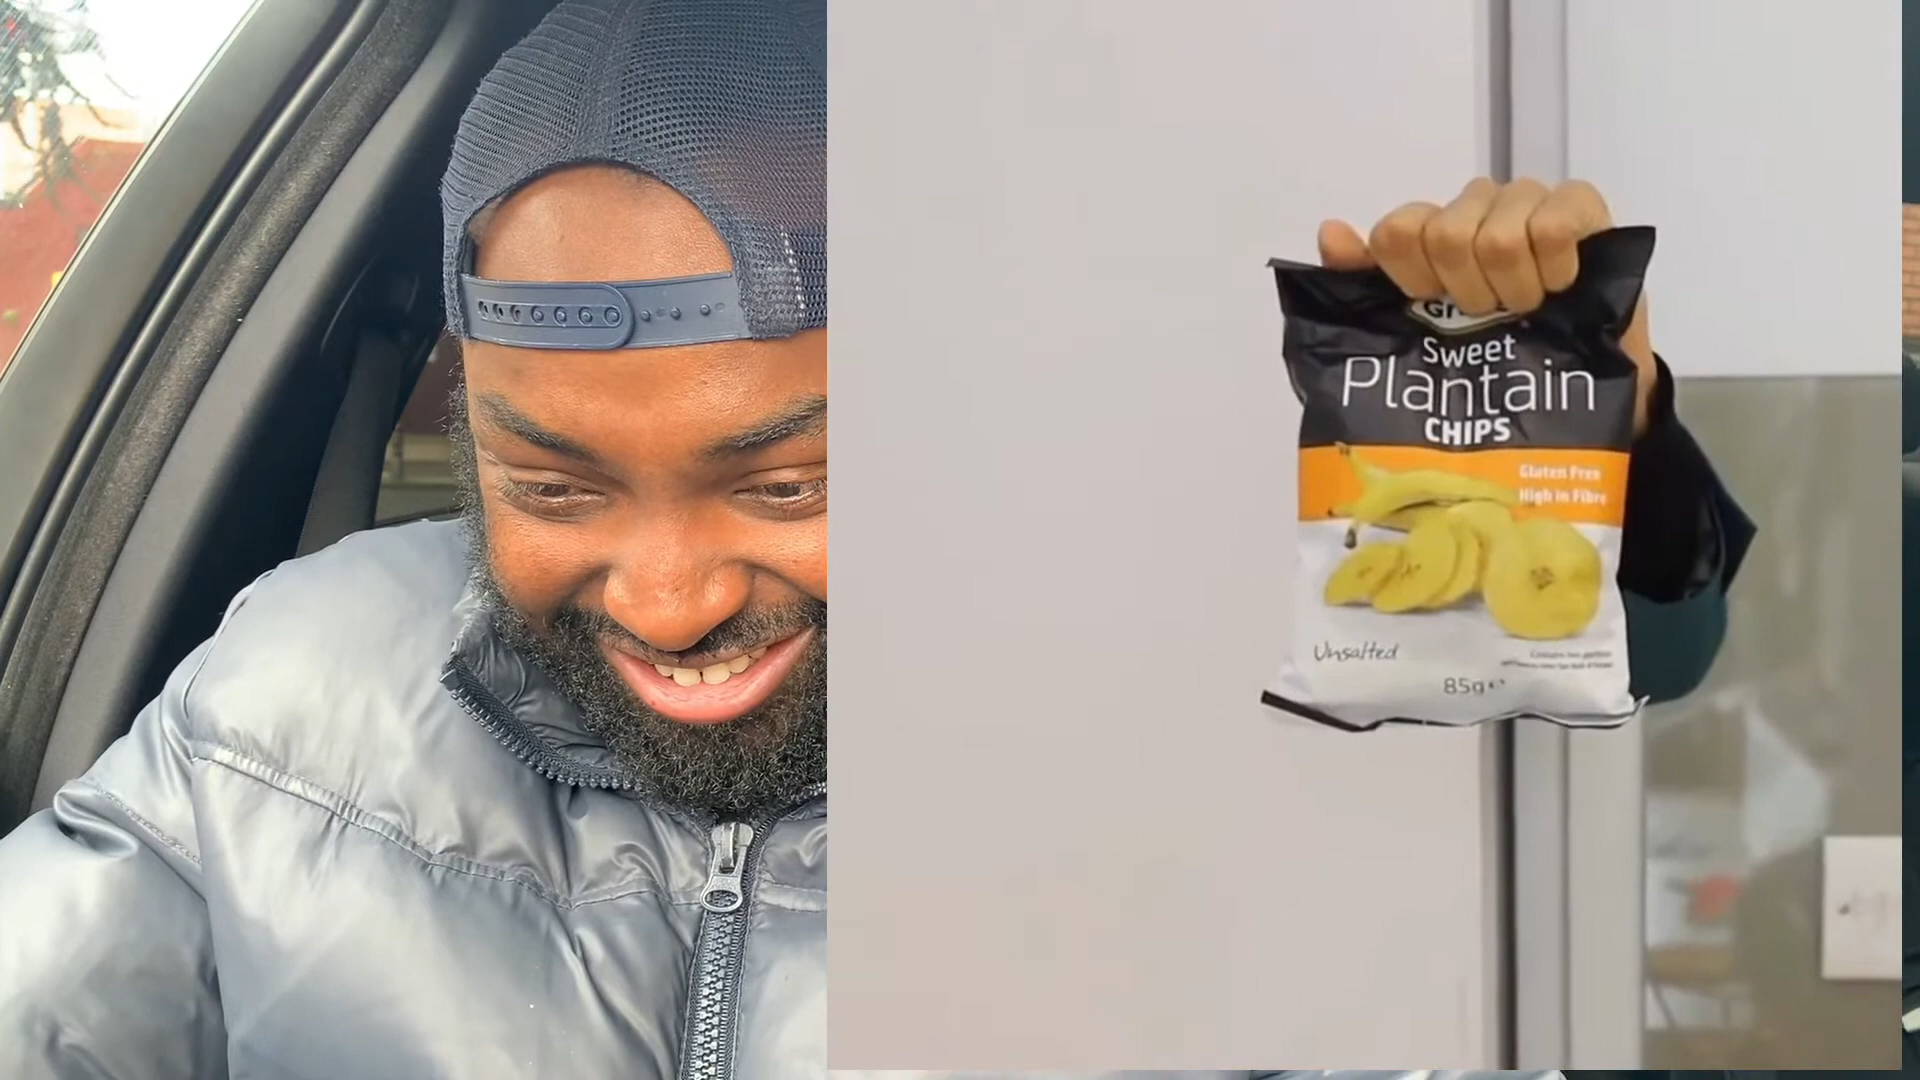 Sweet
Plantain
CHIPS
Gluten Free
High in Fibre
Unsalted
85g e